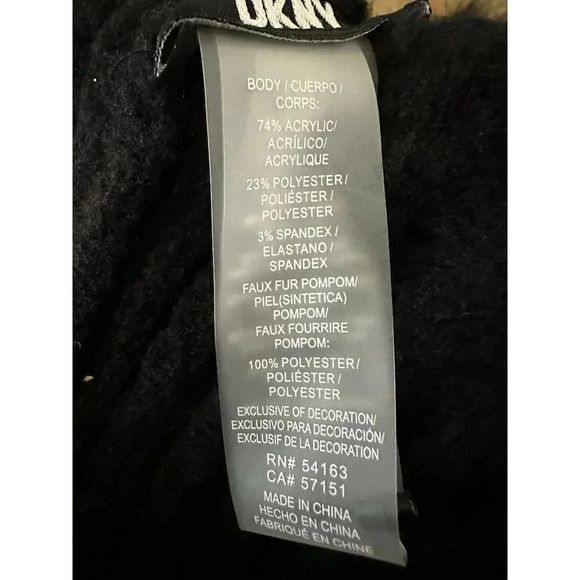 DKNY
BODY / CUERPO /
CORPS:
74% ACRYLIC/
ACRÍLICO/
ACRYLIQUE
23% POLYESTER /
POLIÉSTER /
POLYESTER
3% SPANDEX /
ELASTANO /
SPANDEX
FAUX FUR POMPOM/
PIEL(SINTETICA)
POMPOM/
FAUX FOURRIRE
POMPOM:
100% POLYESTER /
POLIÉSTER /
POLYESTER
EXCLUSIVE OF DECORATION/
EXCLUSIVO PARA DECORACIÓN/
EXCLUSIF DE LA DECORATION
RN# 54163
CA# 57151
MADE IN CHINA
HECHO EN CHINA
FABRIQUÉ EN CHINE